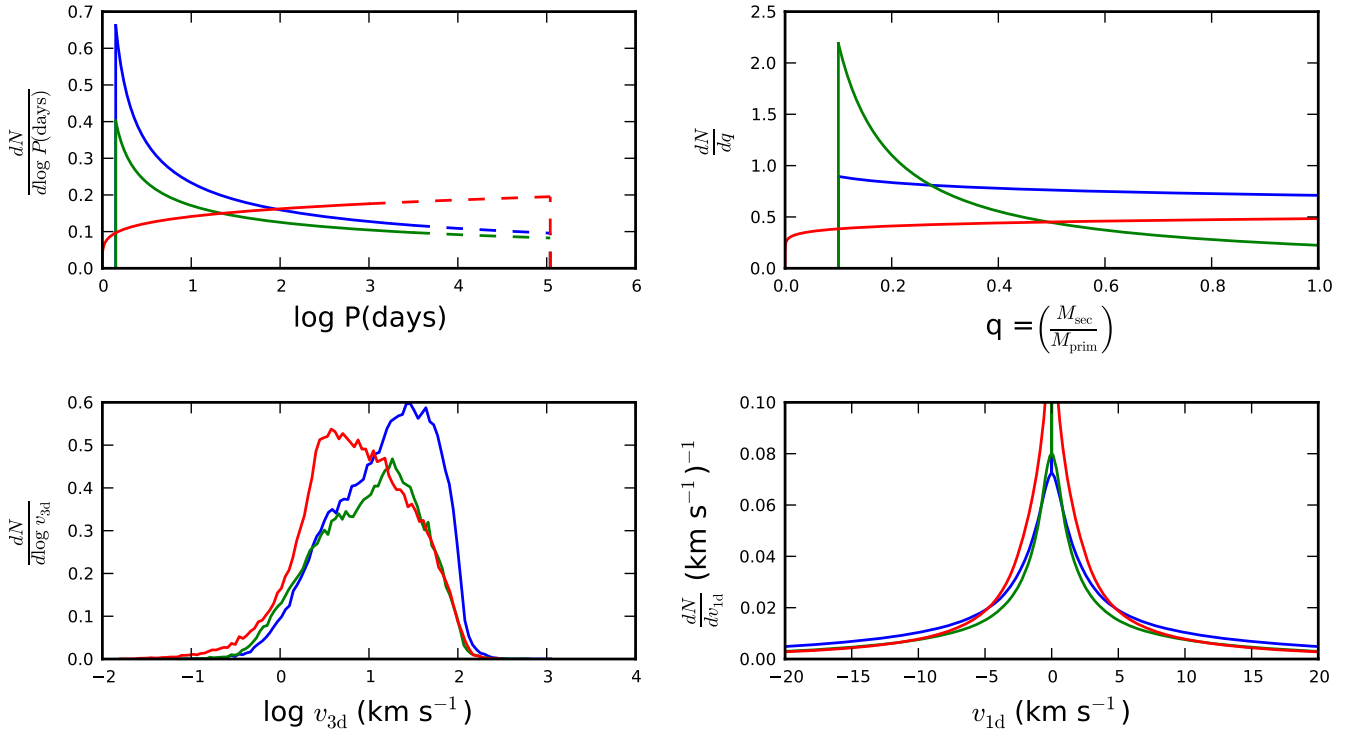 0.7
0.6
0.5
0.4
0.3
0.2
0.1
0.0
dN
dlog P(days)
0 1 2 3 4 5 6
log P(days)
2.5
2.0
1.5
1.0
0.5
0.0
dN
dq
0.0 0.2 0.4 0.6 0.8 1.0
q = (M_sec / M_prim)
0.6
0.5
0.4
0.3
0.2
0.1
0.0
dN
dlog v_3d
−2 −1 0 1 2 3 4
log v_3d (km s⁻¹)
0.10
0.08
0.06
0.04
0.02
0.00
dN
dv_1d
(km s⁻¹)⁻¹
−20 −15 −10 −5 0 5 10 15 20
v_1d (km s⁻¹)